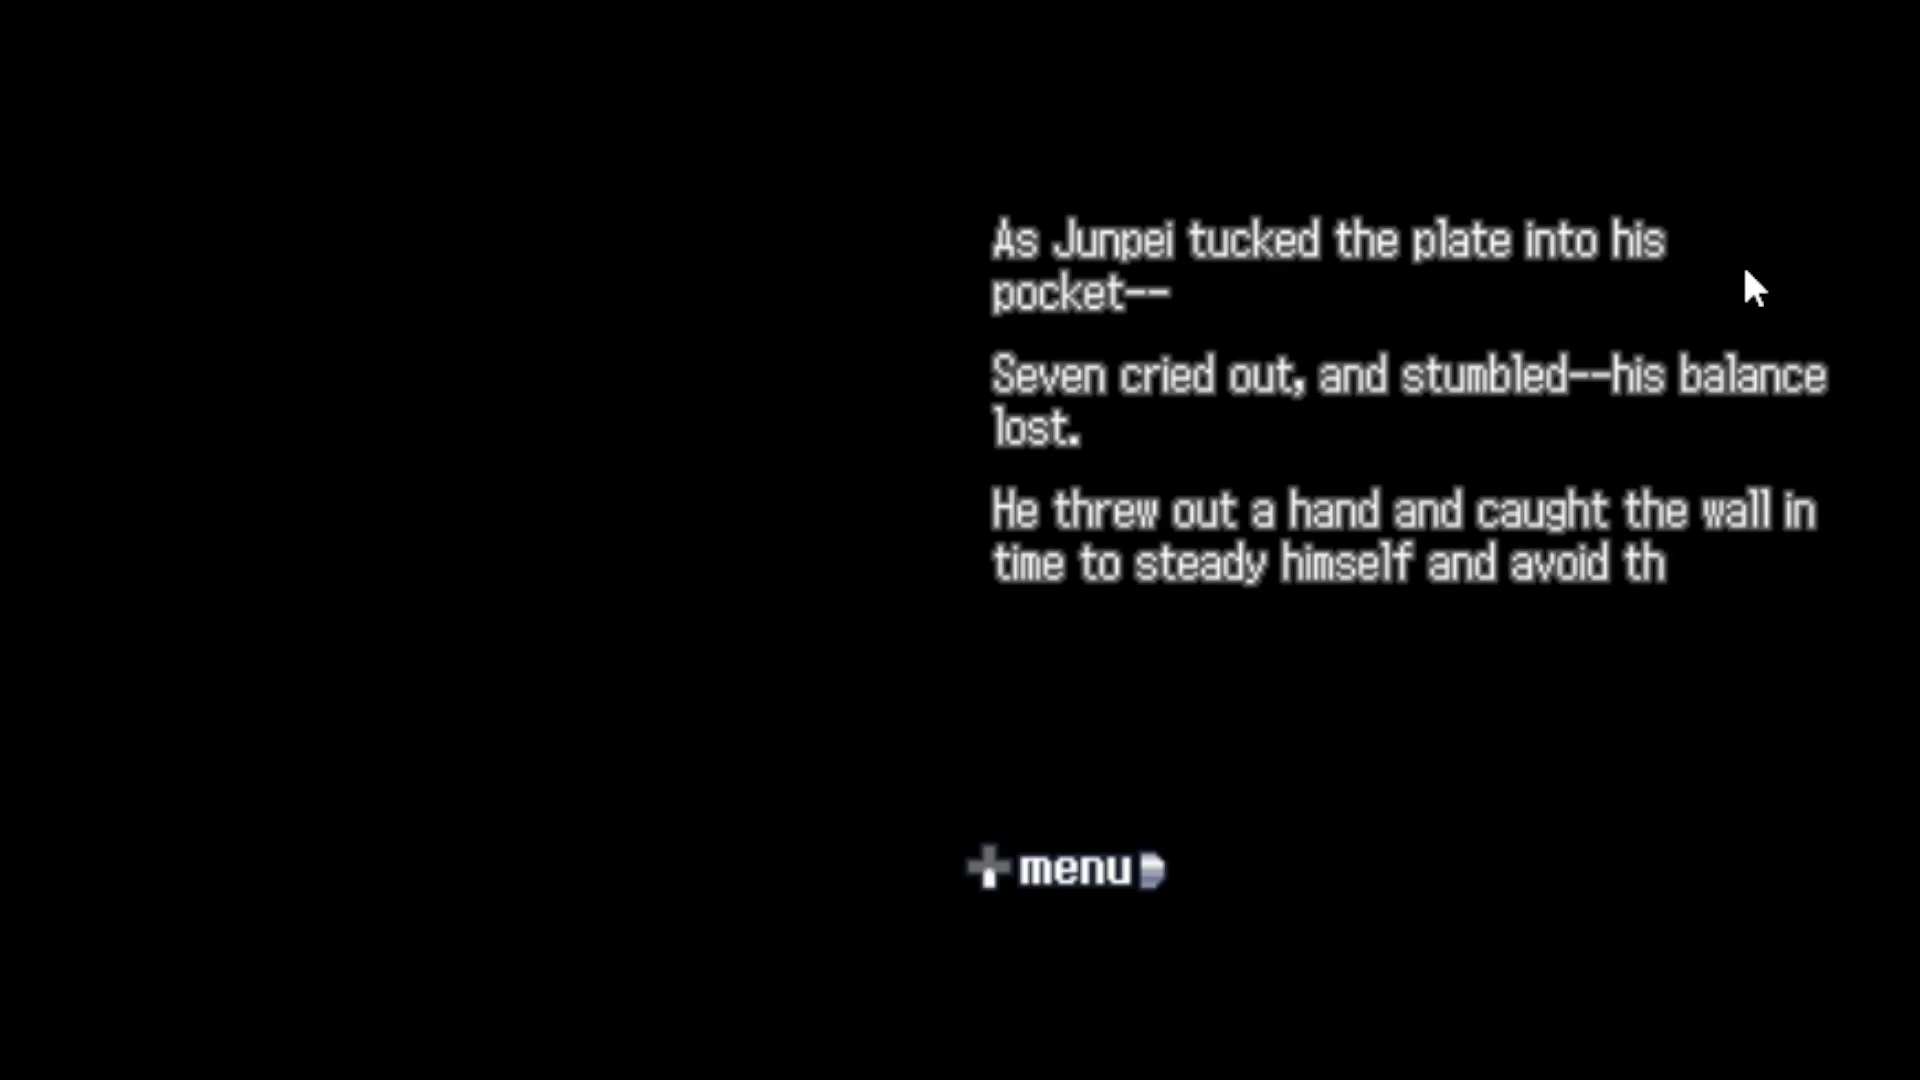 As Junpei tucked the plate into his
pocket--
Seven cried out, and stumbled--his balance
lost.
He threw out a hand and caught the wall in
time to steady himself and avoid th
menu